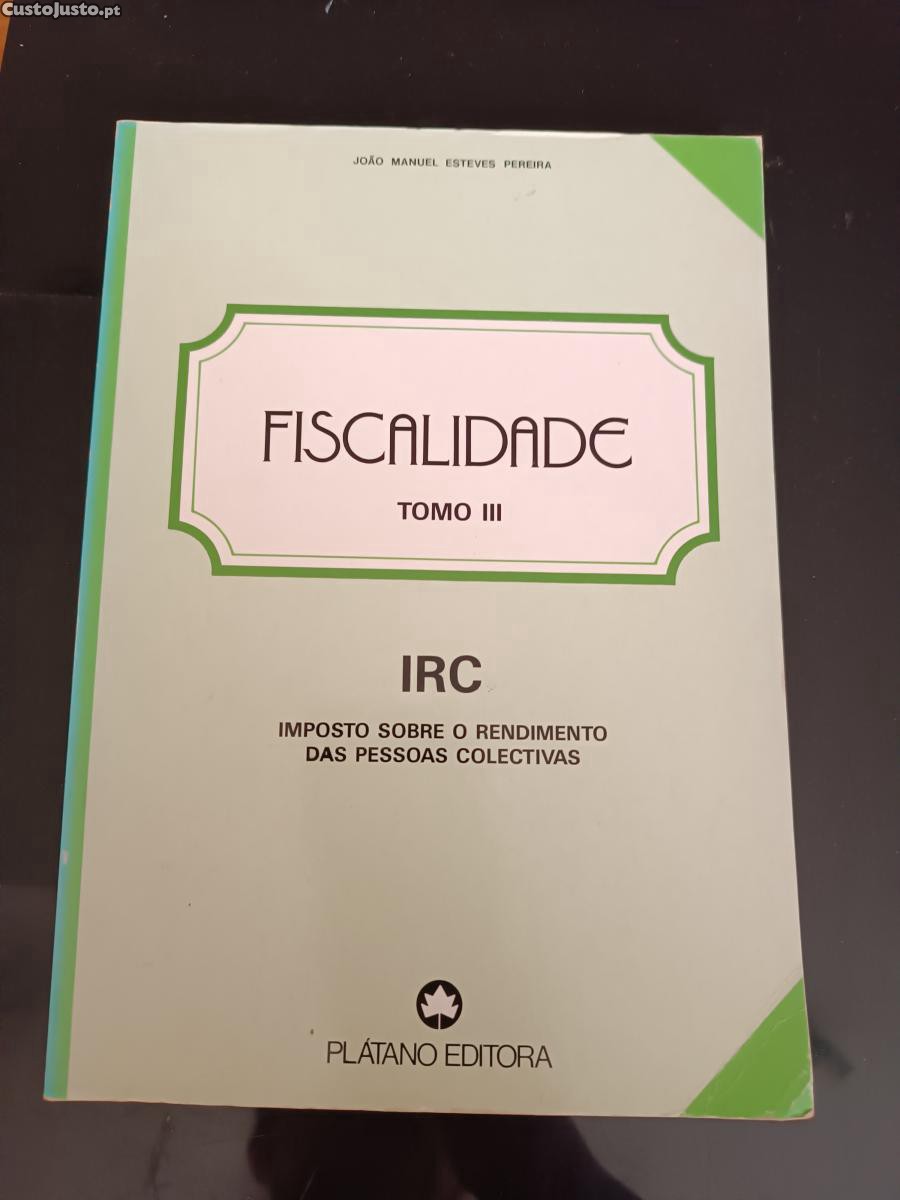 CustoJusto.pt
JOÃO MANUEL ESTEVES PEREIRA
FISCALIDADE
TOMO III
IRC
IMPOSTO SOBRE O RENDIMENTO
DAS PESSOAS COLECTIVAS
PLÁTANO EDITORA